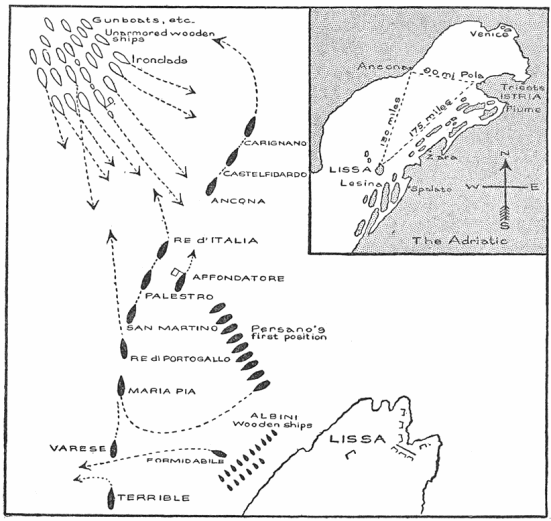 Gunboats, etc.
Unarmored wooden
ships
Ironclads
CARIGNANO
CASTELFIDARDO
ANCONA
RE d'ITALIA
AFFONDATORE
PALESTRO
SAN MARTINO
Persano's
first position
RE di PORTOGALLO
MARIA PIA
ALBINI
Wooden ships
VARESE
FORMIDABILE
TERRIBLE
LISSA
Venice
Ancona
90 mi
Pola
Trieste
ISTRIA
Fiume
130 miles
175 miles
Zara
LISSA
Lesina
Spalato
N
W
E
S
The Adriatic